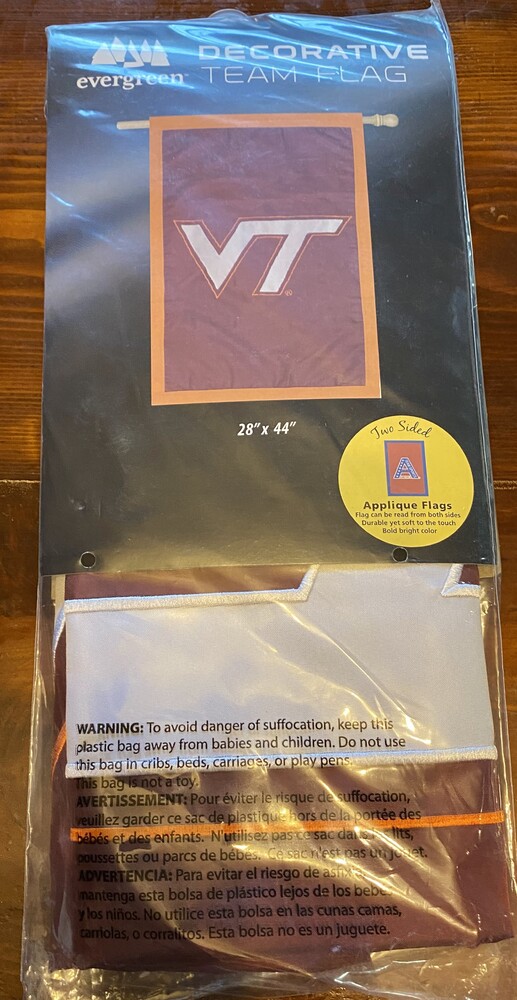 evergreen
DECORATIVE
TEAM FLAG
VT
28" x 44"
Two Sided
A
Applique Flags
Flag can be read from both sides
Durable yet soft to the touch
Bold bright color
WARNING: To avoid danger of suffocation, keep this
plastic bag away from babies and children. Do not use
this bag in cribs, beds, carriages, or play pens.
This bag is not a toy.
AVERTISSEMENT: Pour éviter le risque de suffocation,
veuillez garder ce sac de plastique hors de la portée des
bébés et des enfants. N'utilisez pas ce sac dans lits,
poussettes ou parcs de bébés. Ce sac n'est pas un jouet.
ADVERTENCIA: Para evitar el riesgo de
mantenga esta bolsa de plástico lejos de los
y los niños. No utilice esta bolsa en las cunas camas,
carriolas, o corralitos. Esta bolsa no es un juguete.